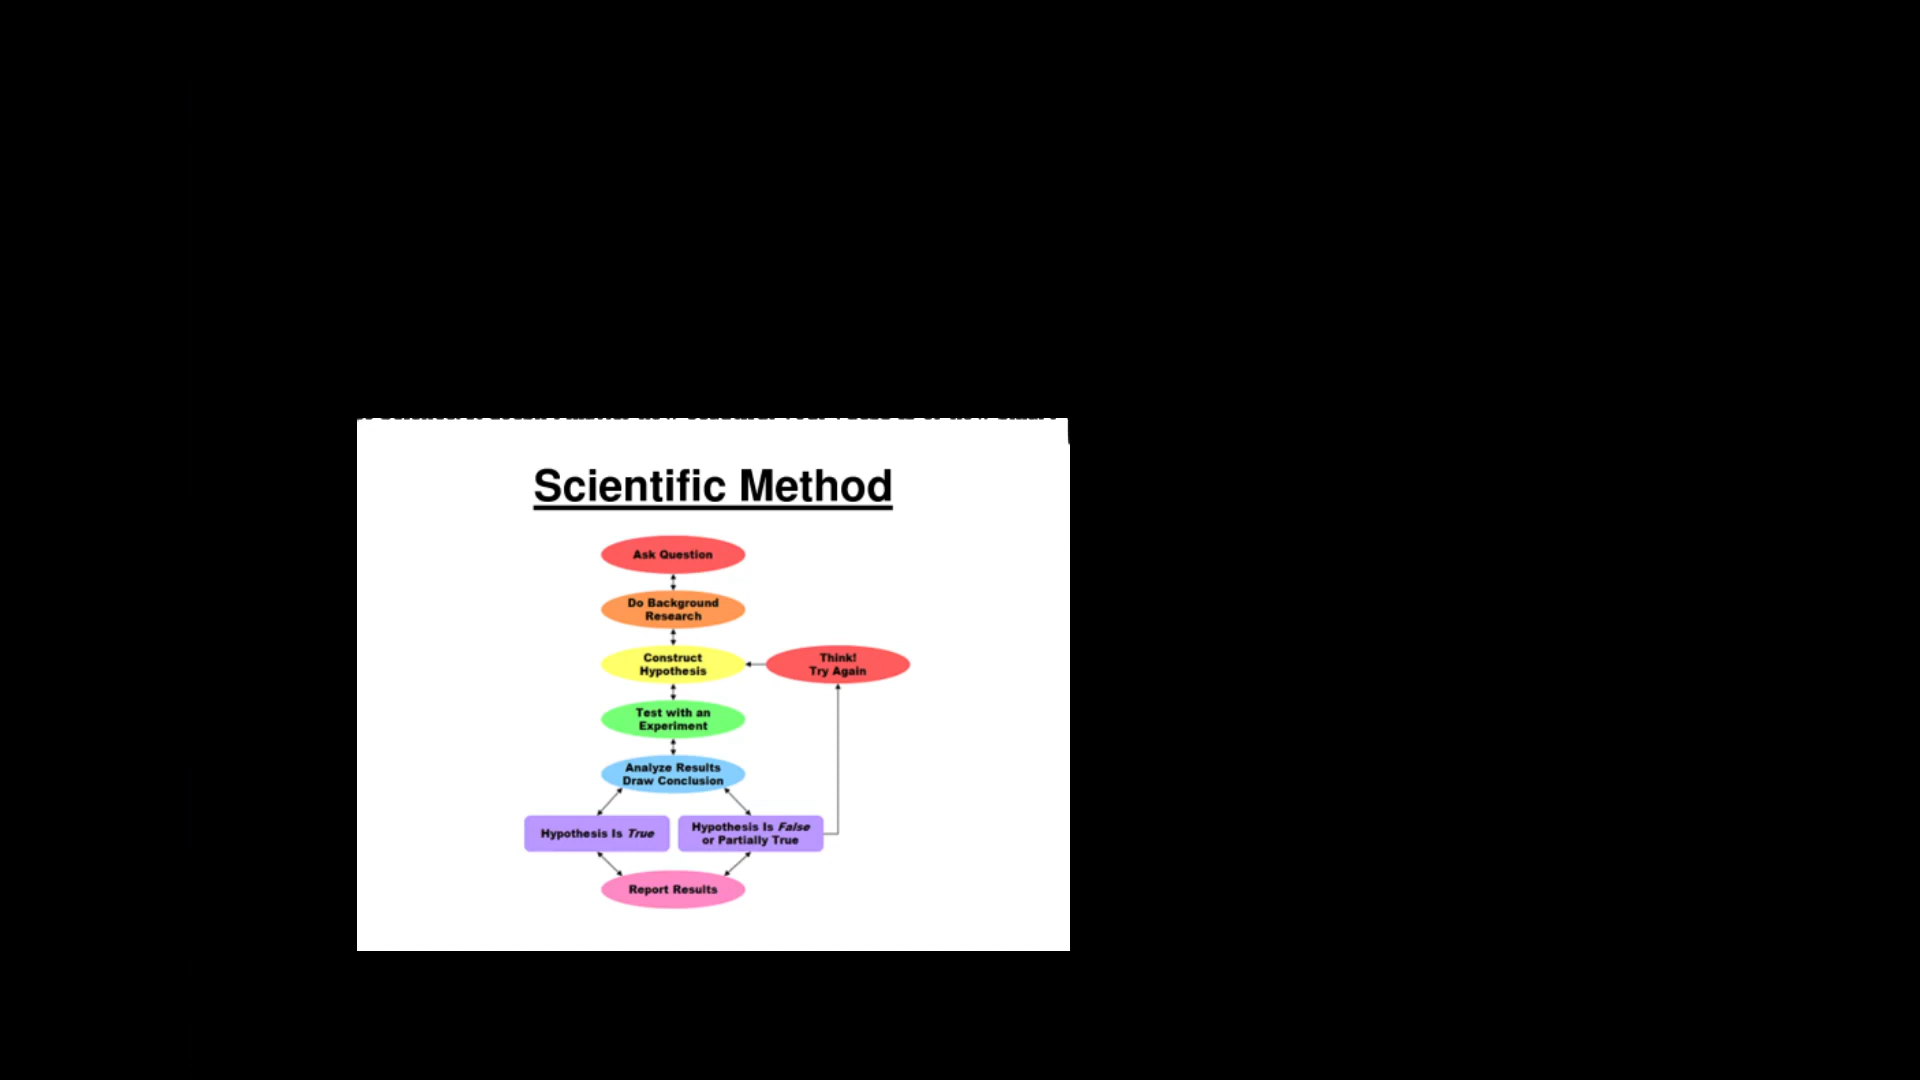 Scientific Method
Ask Question
Do Background
Research
Construct
Hypothesis
Think!
Try Again
Test with an
Experiment
Analyze Results
Draw Conclusion
Hypothesis Is True
Hypothesis Is False
or Partially True
Report Results